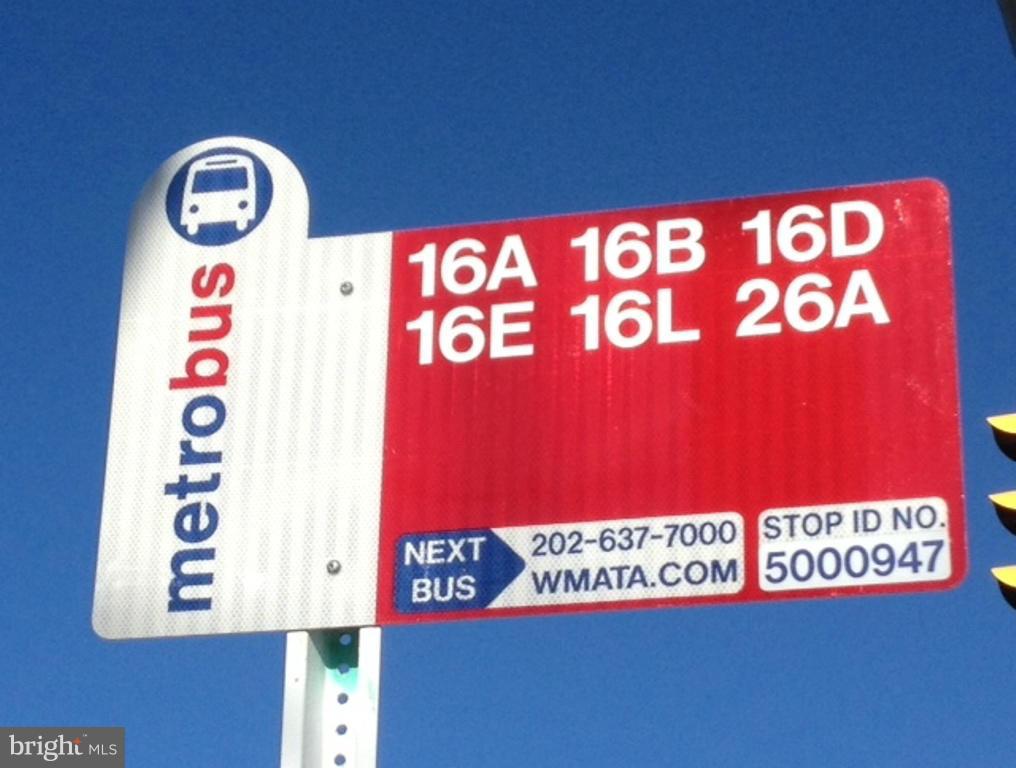 metrobus
16A 16B 16D
16E 16L 26A
NEXT BUS
202-637-7000
WMATA.COM
STOP ID NO.
5000947
bright MLS